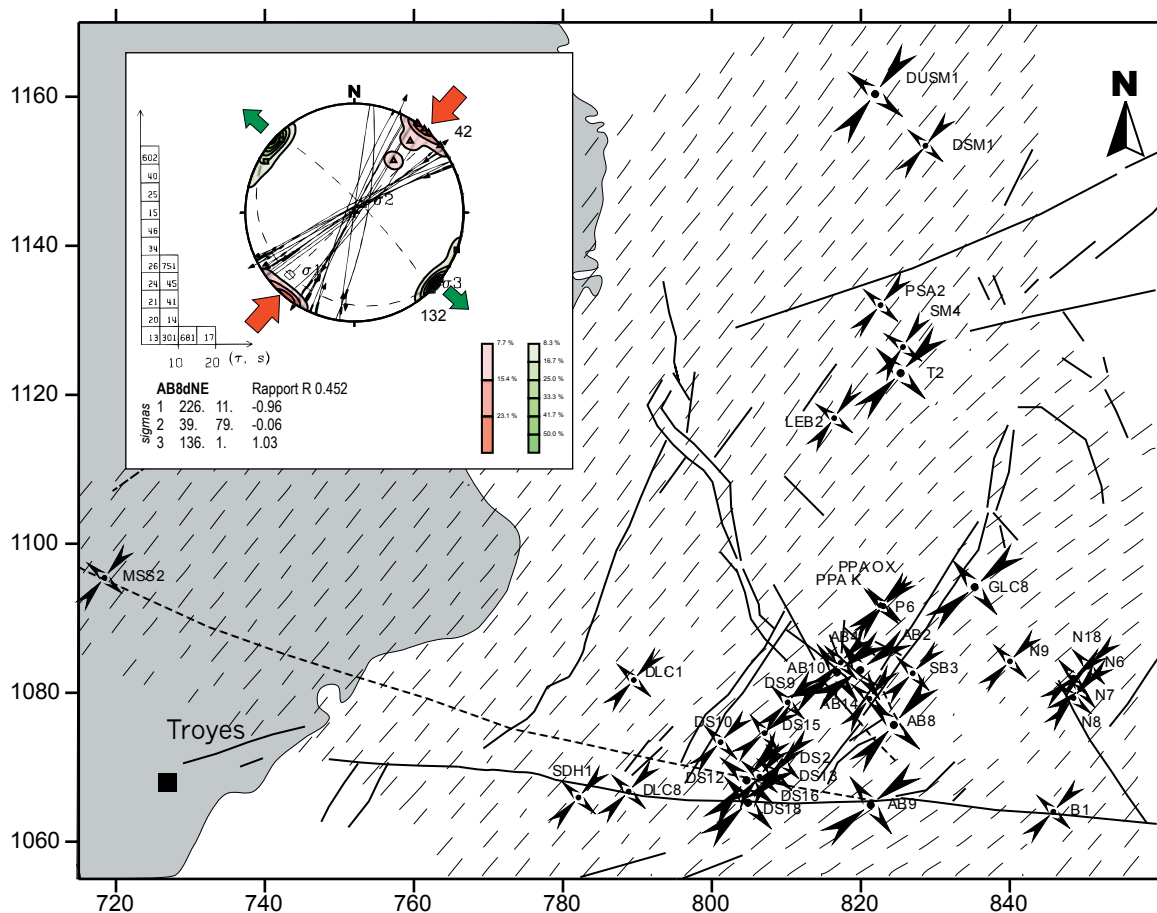 1160
1140
1120
1100
1080
1060
720
740
760
780
800
820
840
N
42
σ2
σ1
σ3
132
602
40
25
15
46
34
26 751
24 45
21 41
20 14
13 301 681 17
10 20 (τ, s)
7.7 %
15.4 %
23.1 %
8.3 %
16.7 %
25.0 %
33.3 %
41.7 %
50.0 %
AB8dNE Rapport R 0.452
sigmas
1 226. 11. -0.96
2 39. 79. -0.06
3 136. 1. 1.03
N
DUSM1
DSM1
PSA2
SM4
T2
LEB2
MSS2
PPA OX
PPA K
P6
GLC8
AB4
AB2
AB10
SB3
N9
N18
N6
N7
N8
DLC1
DS9
AB14
AB8
DS10
DS15
DS2
DS12
DS13
DS16
DS18
SDH1
DLC8
AB9
B1
Troyes